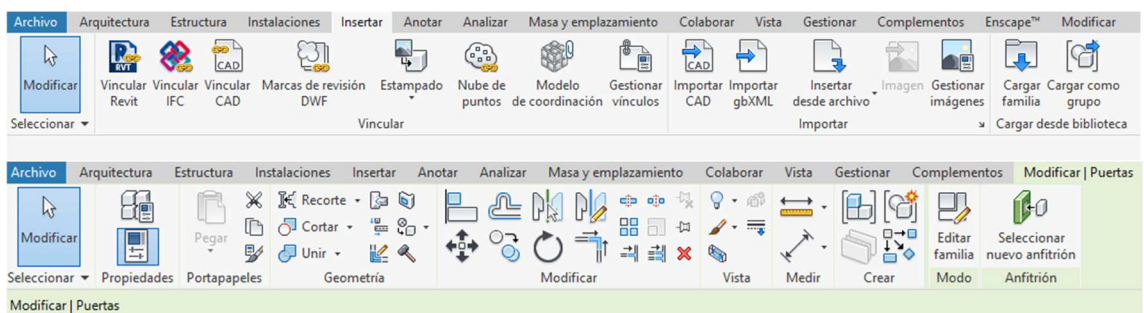 Archivo Arquitectura Estructura Instalaciones Insertar Anotar Analizar Masa y emplazamiento Colaborar Vista Gestionar Complementos Enscape™ Modificar
RVT CAD CAD
Modificar Vincular Vincular Vincular Marcas de revisión Estampado Nube de Modelo Gestionar Importar Importar Insertar Imagen Gestionar Cargar Cargar como
Revit IFC CAD DWF puntos de coordinación vínculos CAD gbXML desde archivo imágenes familia grupo
Seleccionar Vincular Importar Cargar desde biblioteca
Archivo Arquitectura Estructura Instalaciones Insertar Anotar Analizar Masa y emplazamiento Colaborar Vista Gestionar Complementos Modificar | Puertas
Recorte
Cortar
Modificar Pegar Unir Editar Seleccionar
familia nuevo anfitrión
Seleccionar Propiedades Portapapeles Geometría Modificar Vista Medir Crear Modo Anfitrión
Modificar | Puertas